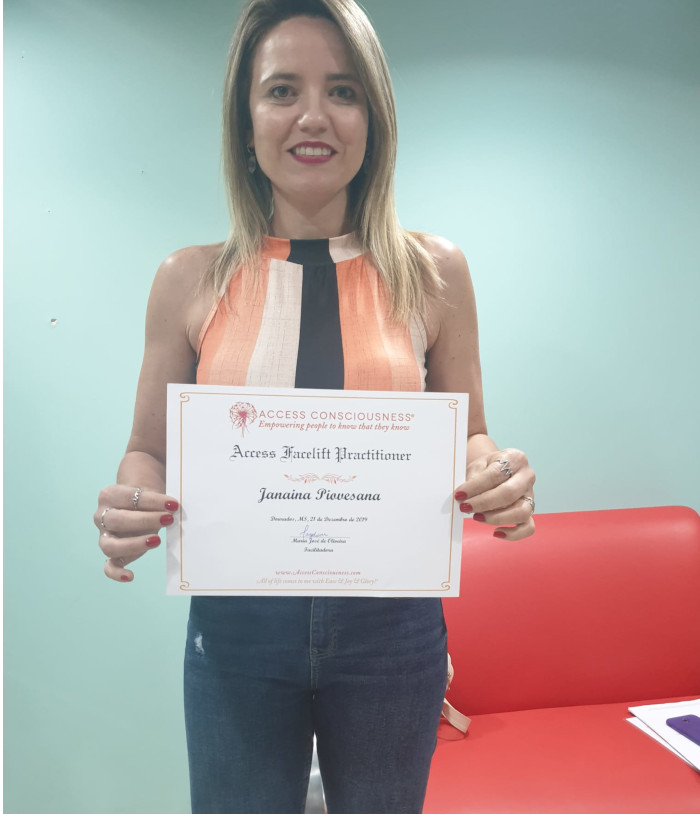 ACCESS CONSCIOUSNESS®
Empowering people to know that they know
Access Facelift Practitioner
Janaina Piovesana
Dourados, MS, 21 de Dezembro de 2019
Maria José de Oliveira
Facilitadora
www.AccessConsciousness.com
All of life comes to me with Ease & Joy & Glory!®